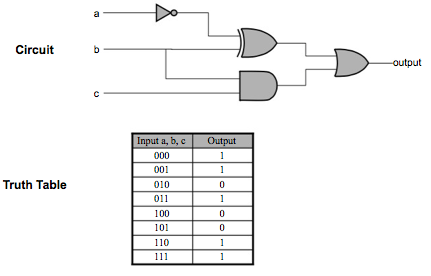 a
Circuit
b
output
c
Input a, b, c Output
000 1
001 1
Truth Table
010 0
011 1
100 0
101 0
110 1
111 1